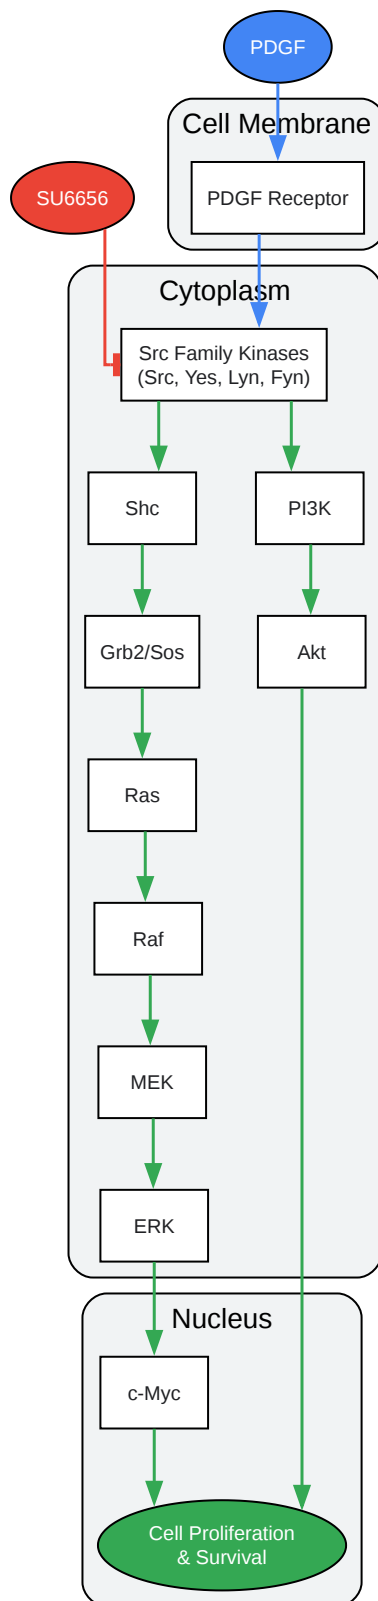 PDGF
Cell Membrane
PDGF Receptor
SU6656
Cytoplasm
Src Family Kinases
(Src, Yes, Lyn, Fyn)
Shc
PI3K
Grb2/Sos
Akt
Ras
Raf
MEK
ERK
Nucleus
c-Myc
Cell Proliferation
& Survival